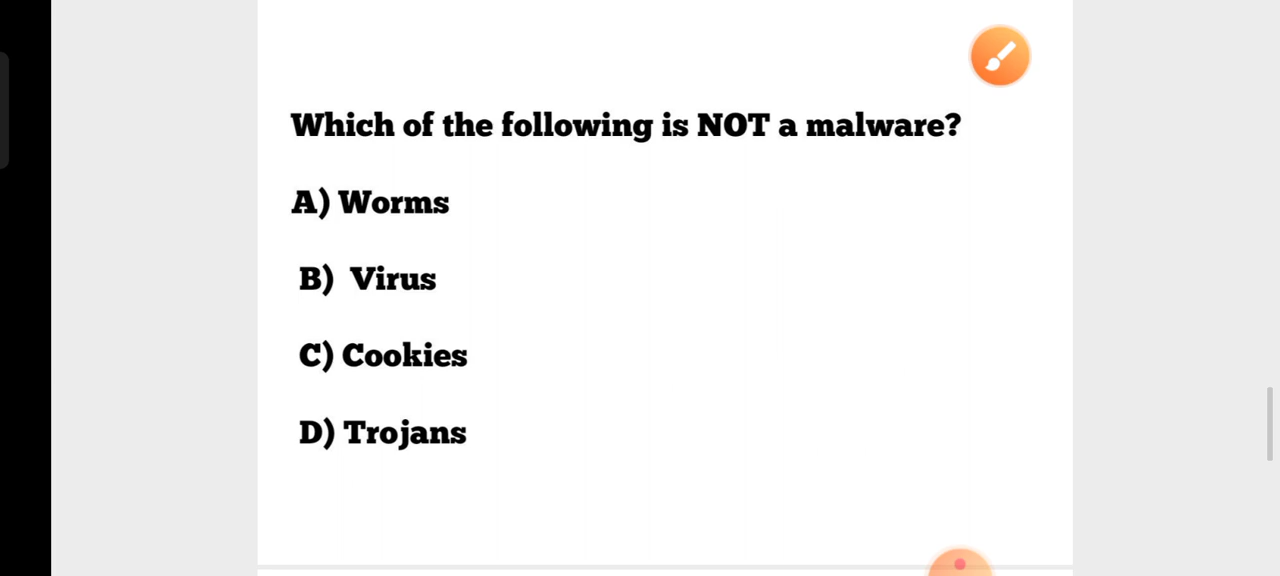 Which of the following is NOT a malware?
A) Worms
B) Virus
C) Cookies
D) Trojans